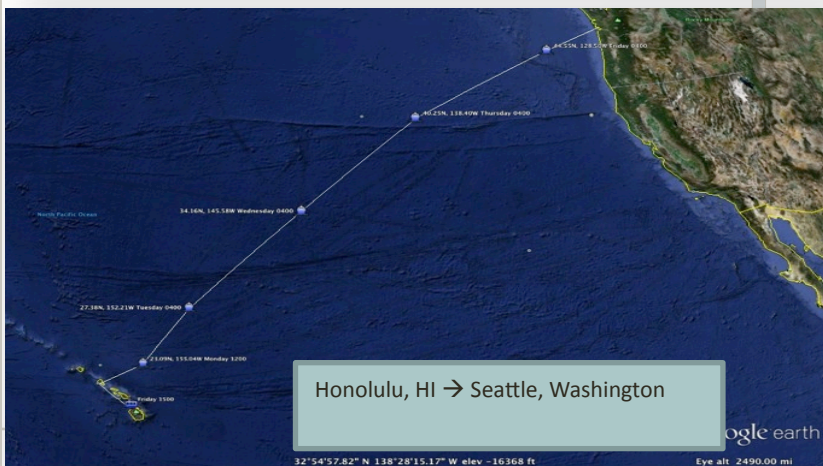 44.55N, 128.50W Friday 0400
40.25N, 138.40W Thursday 0400
34.16N, 145.58W Wednesday 0400
North Pacific Ocean
27.38N, 152.21W Tuesday 0400
23.09N, 155.04W Monday 1200
Friday 1500
Honolulu, HI → Seattle, Washington
ogle earth
32°54'57.82" N 138°28'15.17" W elev -16368 ft
Eye alt 2490.00 mi